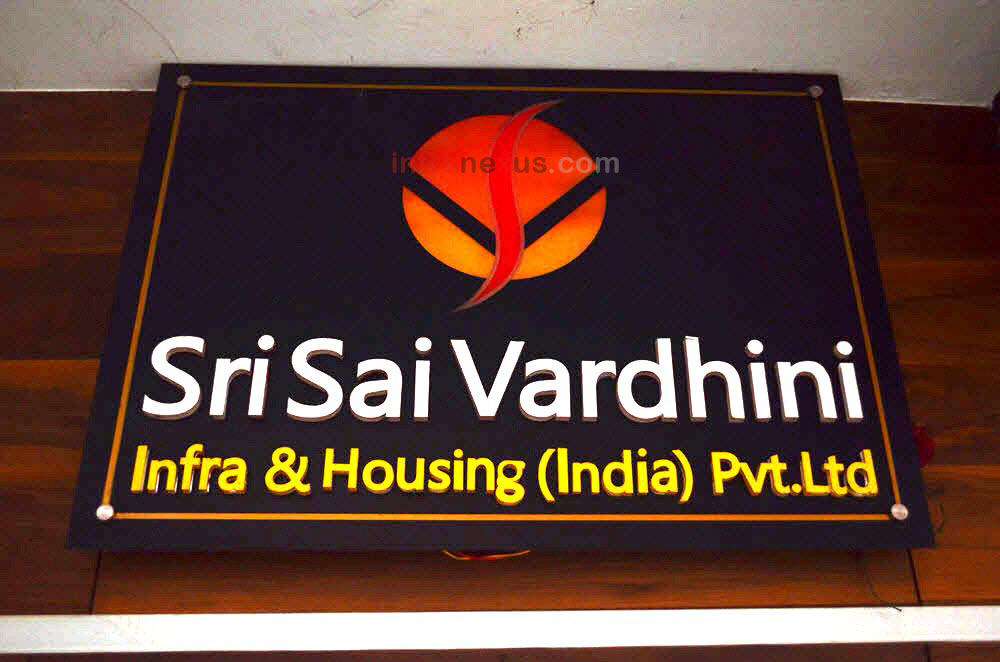 Sri Sai Vardhini
Infra & Housing (India) Pvt.Ltd